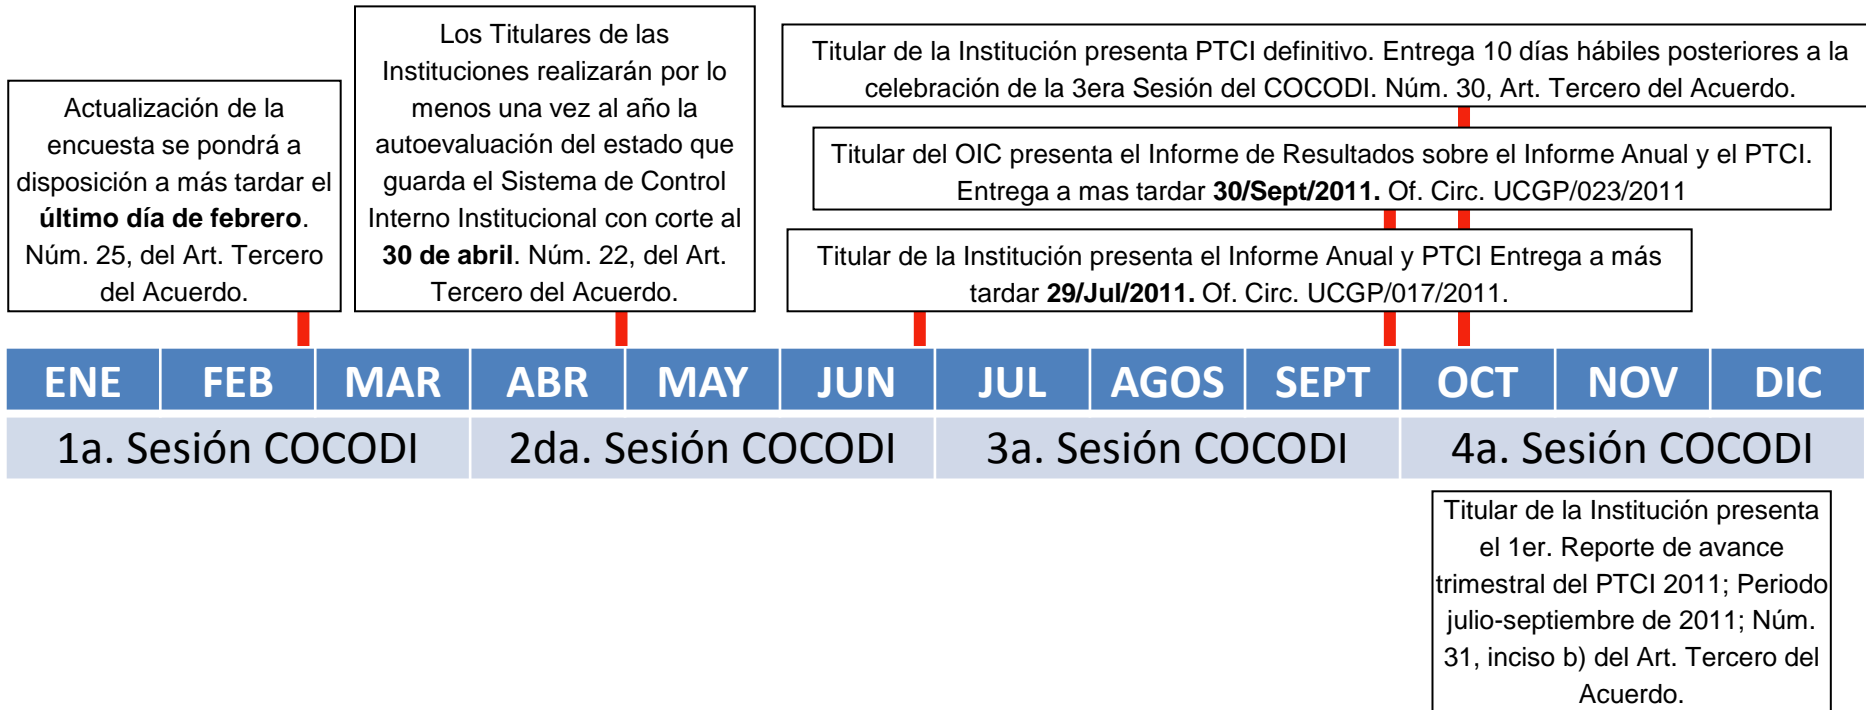 Actualización de la
encuesta se pondrá a
disposición a más tardar el
último día de febrero.
Núm. 25, del Art. Tercero
del Acuerdo.
Los Titulares de las
Instituciones realizarán por lo
menos una vez al año la
autoevaluación del estado que
guarda el Sistema de Control
Interno Institucional con corte al
30 de abril. Núm. 22, del Art.
Tercero del Acuerdo.
Titular de la Institución presenta PTCI definitivo. Entrega 10 días hábiles posteriores a la
celebración de la 3era Sesión del COCODI. Núm. 30, Art. Tercero del Acuerdo.
Titular del OIC presenta el Informe de Resultados sobre el Informe Anual y el PTCI.
Entrega a mas tardar 30/Sept/2011. Of. Circ. UCGP/023/2011
Titular de la Institución presenta el Informe Anual y PTCI Entrega a más
tardar 29/Jul/2011. Of. Circ. UCGP/017/2011.
ENE FEB MAR ABR MAY JUN JUL AGOS SEPT OCT NOV DIC
1a. Sesión COCODI 2da. Sesión COCODI 3a. Sesión COCODI 4a. Sesión COCODI
Titular de la Institución presenta
el 1er. Reporte de avance
trimestral del PTCI 2011; Periodo
julio-septiembre de 2011; Núm.
31, inciso b) del Art. Tercero del
Acuerdo.